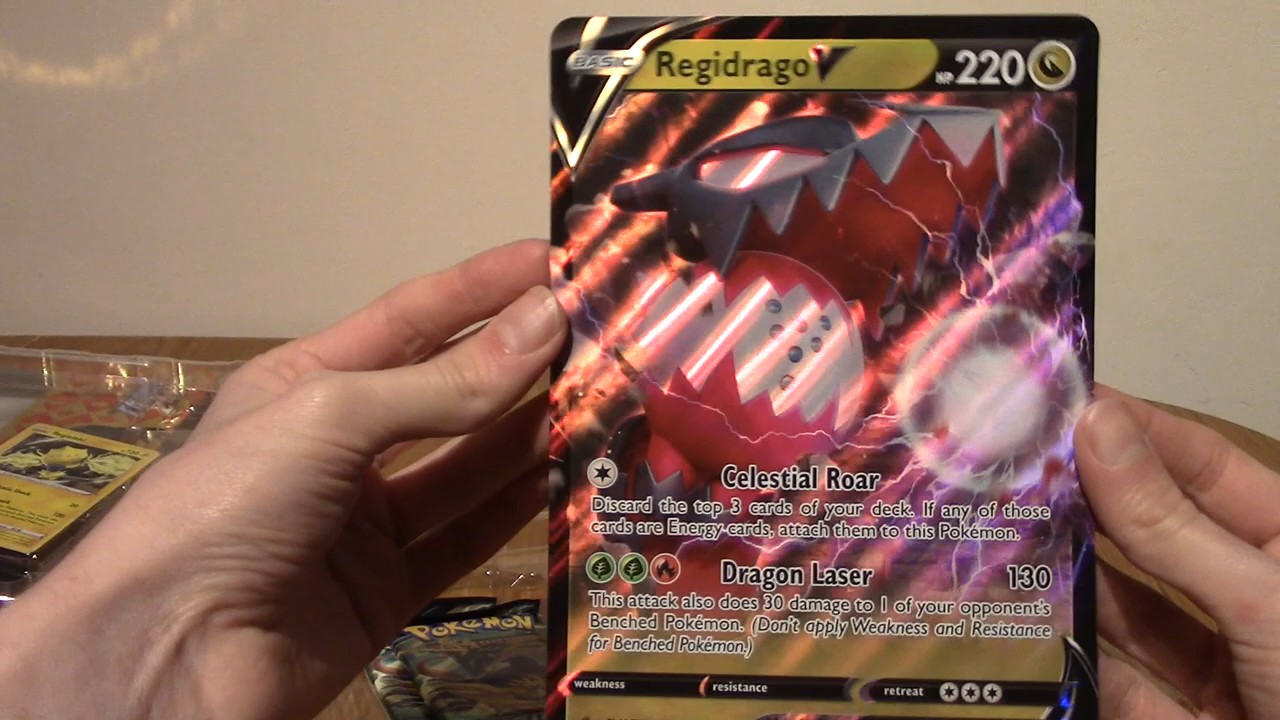 BASIC Regidrago V HP 220
Celestial Roar
Discard the top 3 cards of your deck. If any of those
cards are Energy cards, attach them to this Pokémon.
Dragon Laser 130
This attack also does 30 damage to 1 of your opponent's
Benched Pokémon. (Don't apply Weakness and Resistance
for Benched Pokémon.)
weakness resistance retreat
POKéMON